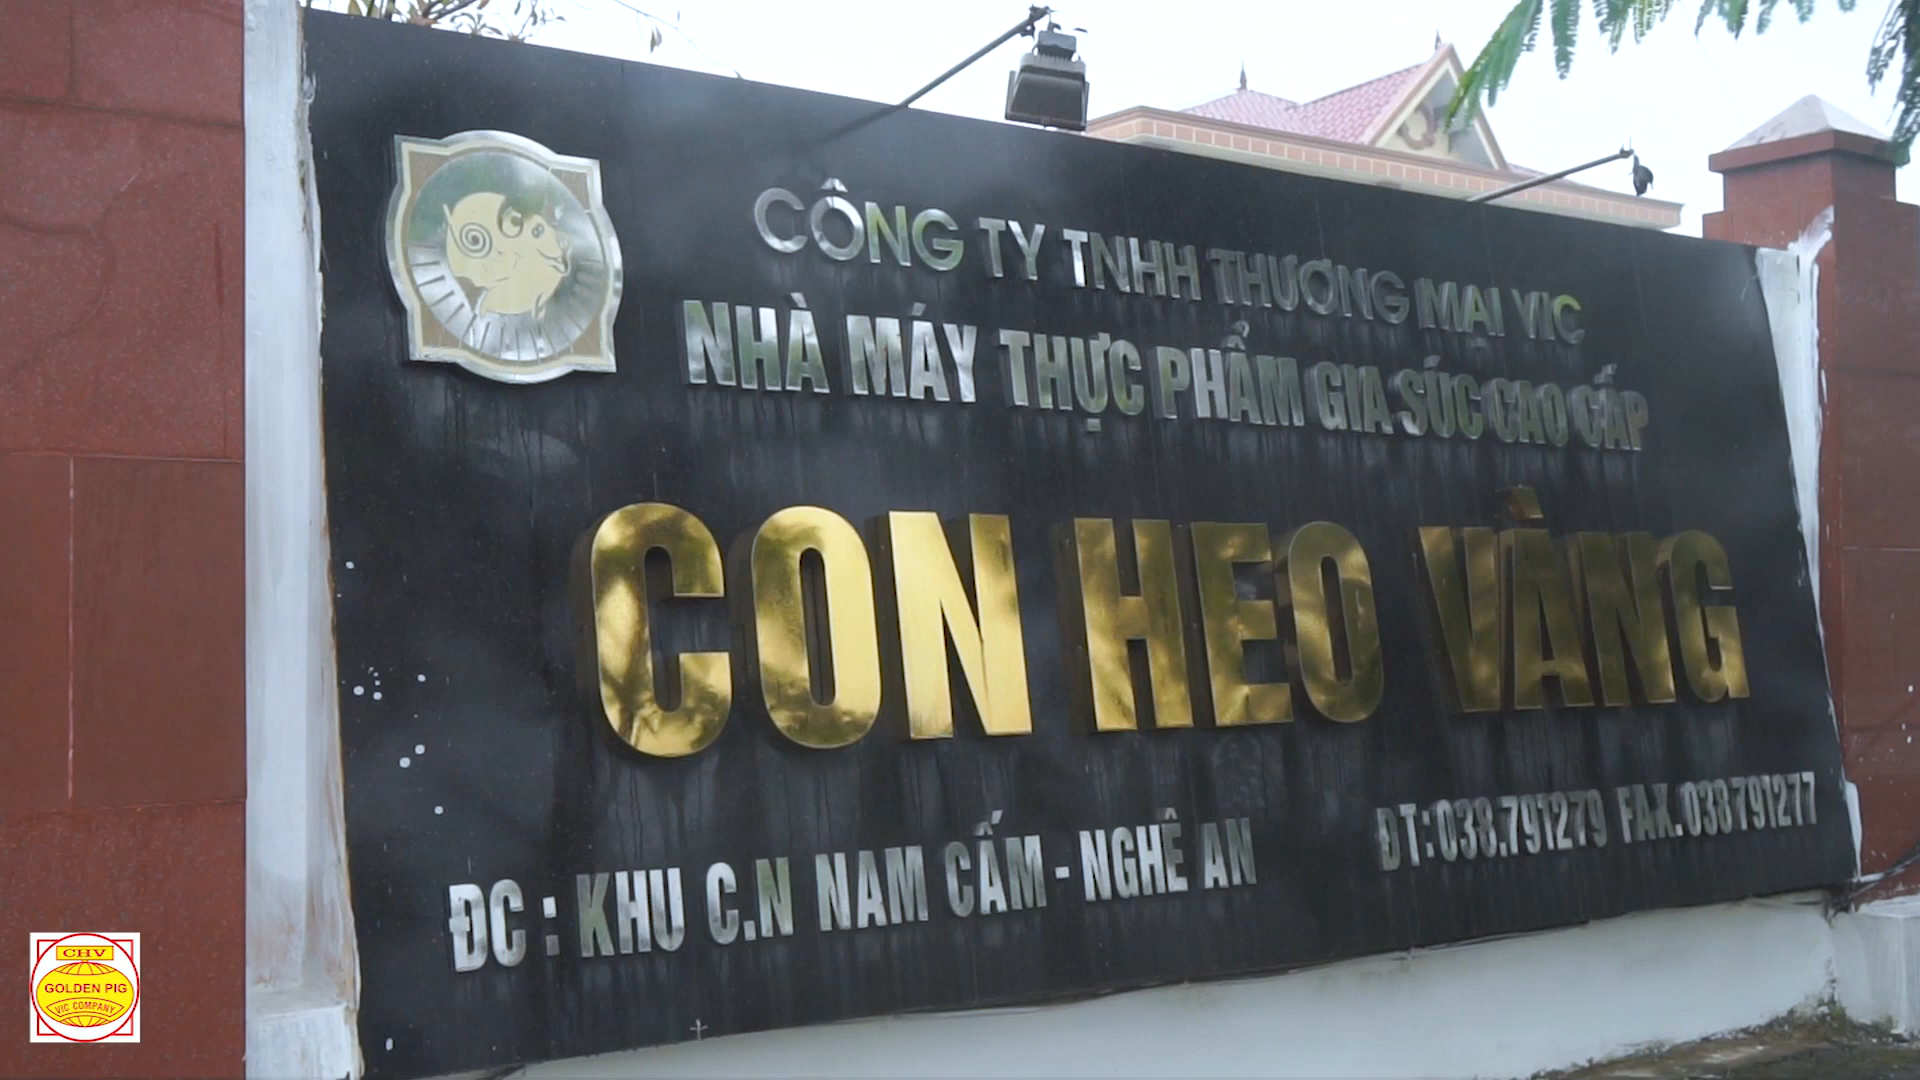 CÔNG TY TNHH THƯƠNG MẠI VIC
NHÀ MÁY THỰC PHẨM GIA SÚC CAO CẤP
CON HEO VÀNG
ĐC : KHU C.N NAM CẤM - NGHÊ AN
ĐT:038.791279 FAX.038791277
CHV
GOLDEN PIG
VIC COMPANY